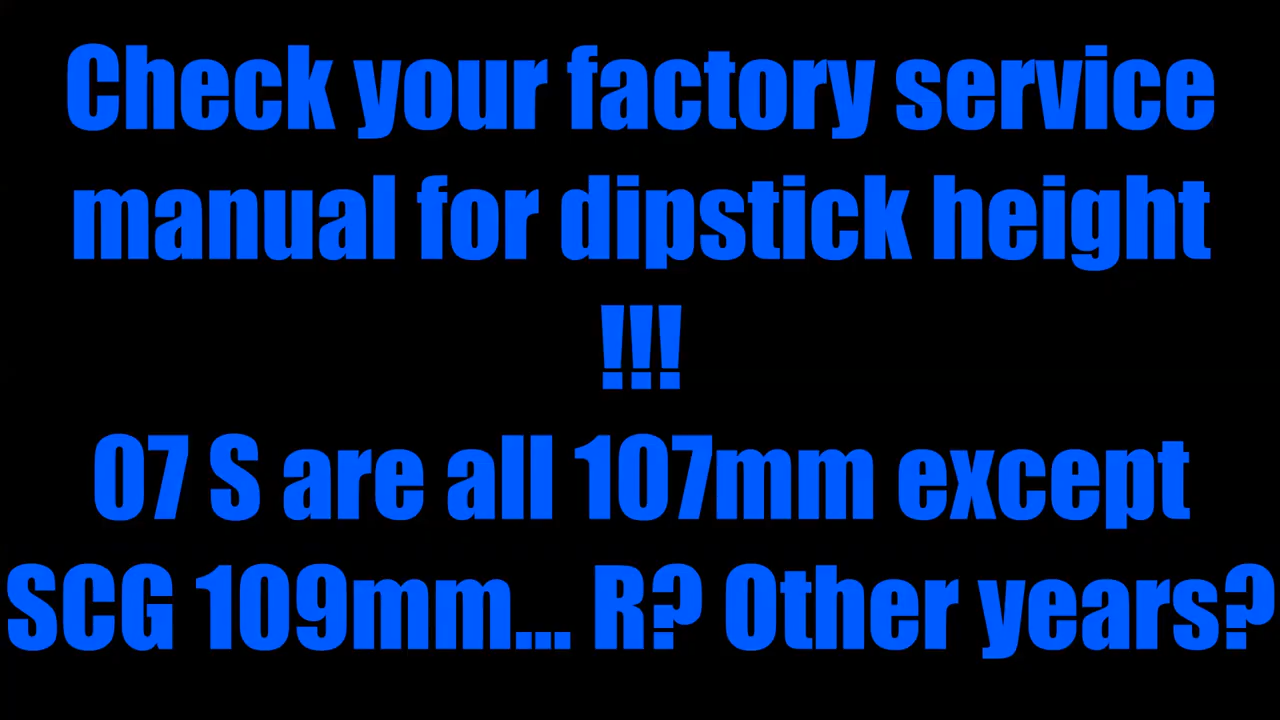 Check your factory service
manual for dipstick height
!!!
07 S are all 107mm except
SCG 109mm... R? Other years?